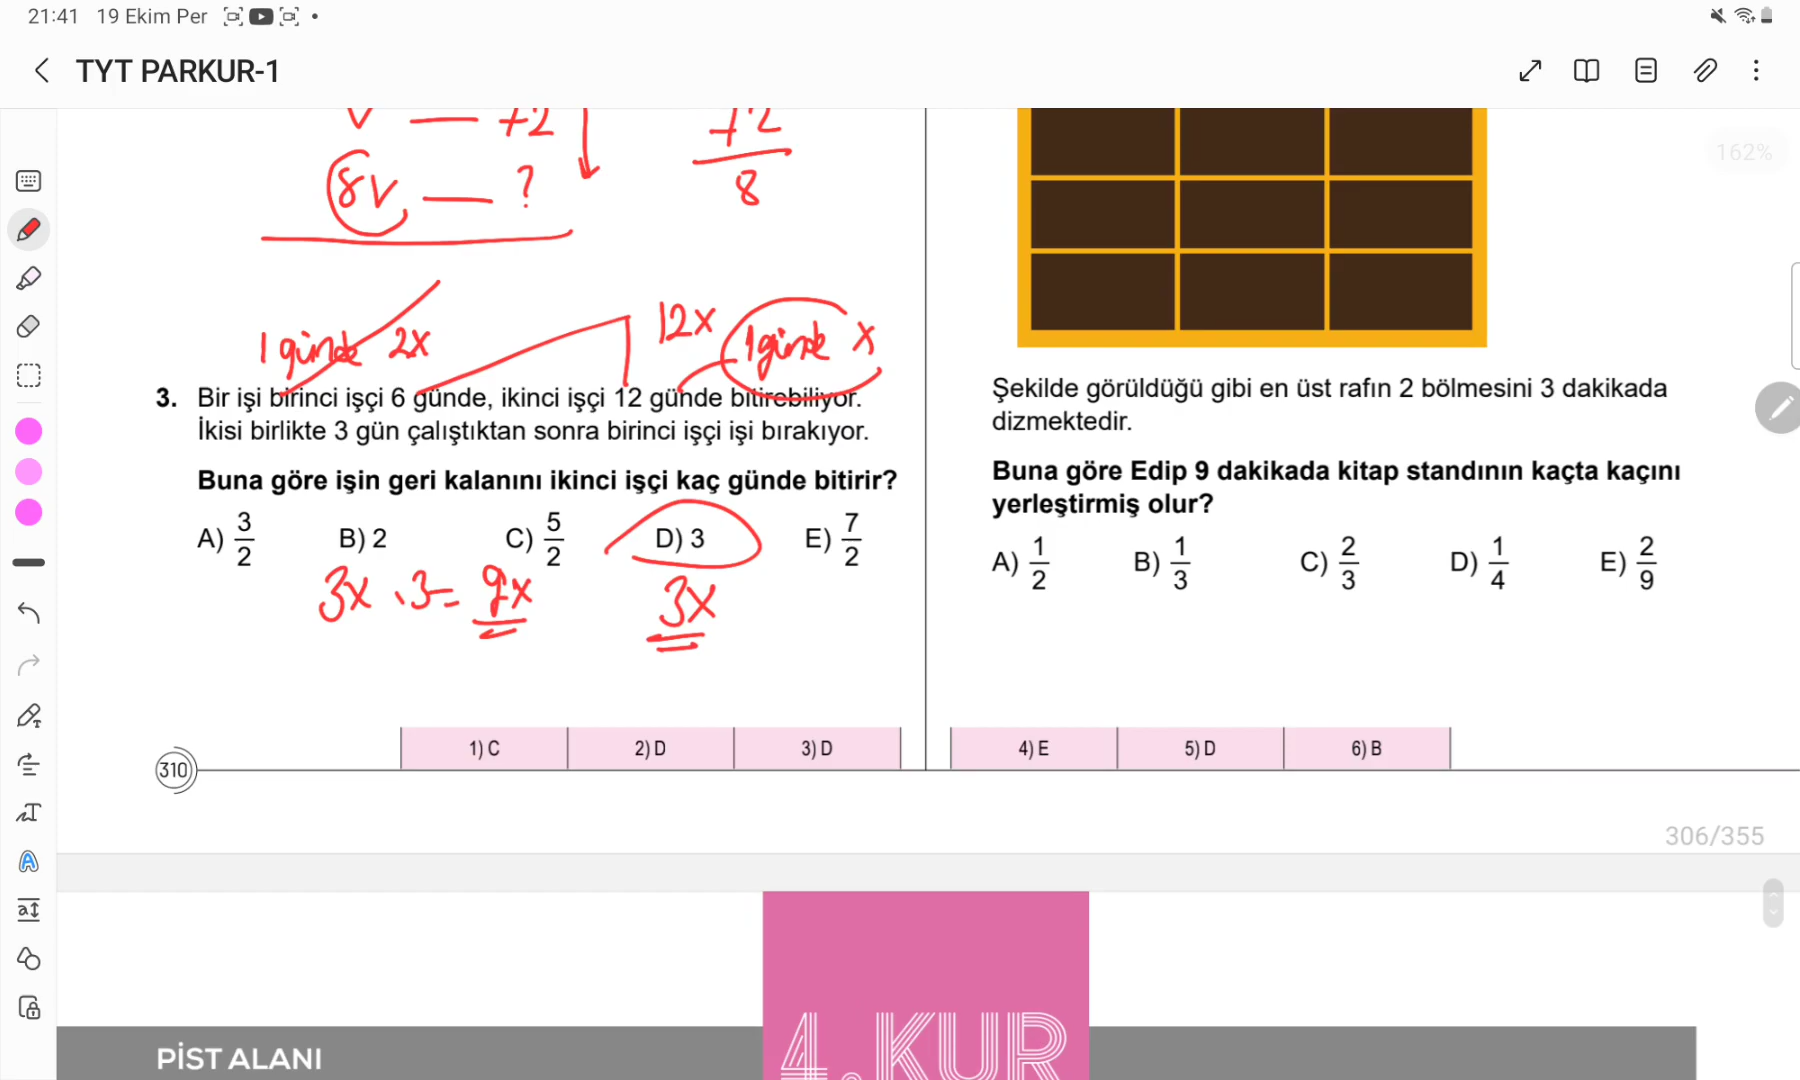 21:41 19 Ekim Per
TYT PARKUR-1
162%
V — 72
8V — ?
72
8
1 günde 2x
12x
1 günde x
3. Bir işi birinci işçi 6 günde, ikinci işçi 12 günde bitirebiliyor.
İkisi birlikte 3 gün çalıştıktan sonra birinci işçi işi bırakıyor.
Buna göre işin geri kalanını ikinci işçi kaç günde bitirir?
A) 3/2 B) 2 C) 5/2 D) 3 E) 7/2
3x . 3 = 9x
3x
Şekilde görüldüğü gibi en üst rafın 2 bölmesini 3 dakikada
dizmektedir.
Buna göre Edip 9 dakikada kitap standının kaçta kaçını
yerleştirmiş olur?
A) 1/2 B) 1/3 C) 2/3 D) 1/4 E) 2/9
310
1) C 2) D 3) D 4) E 5) D 6) B
306/355
4.KUR
PİST ALANI